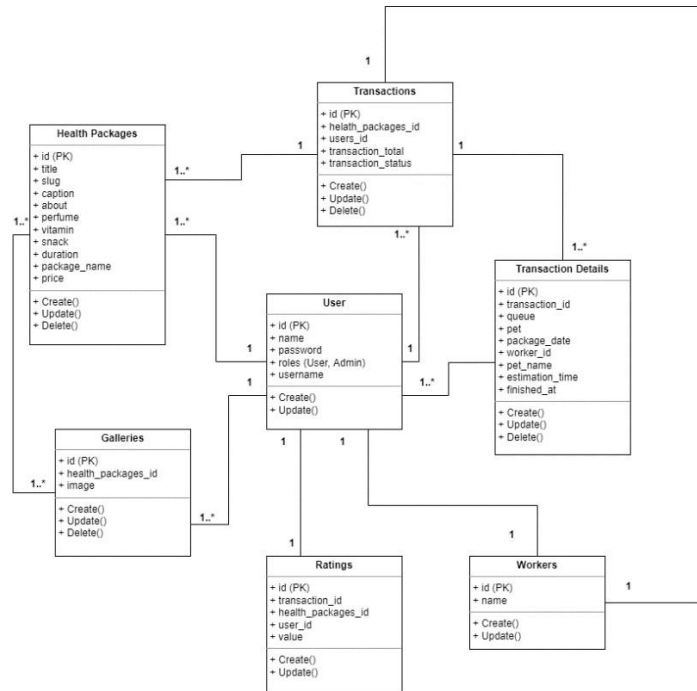 1
Transactions
+ id (PK)
+ helath_packages_id
+ users_id
+ transaction_total
+ transaction_status
+ Create()
+ Update()
+ Delete()
1
1
1..*
Health Packages
+ id (PK)
+ title
+ slug
+ caption
+ about
+ perfume
+ vitamin
+ snack
+ duration
+ package_name
+ price
+ Create()
+ Update()
+ Delete()
1..*
1..*
1..*
1..*
Transaction Details
+ id (PK)
+ transaction_id
+ queue
+ pet
+ package_date
+ worker_id
+ pet_name
+ estimation_time
+ finished_at
+ Create()
+ Update()
+ Delete()
User
+ id (PK)
+ name
+ password
+ roles (User, Admin)
+ username
+ Create()
+ Update()
1
1
1
1..*
1
1
Galleries
+ id (PK)
+ health_packages_id
+ image
+ Create()
+ Update()
+ Delete()
1..*
1..*
1
1
Ratings
+ id (PK)
+ transaction_id
+ health_packages_id
+ user_id
+ value
+ Create()
+ Update()
Workers
+ id (PK)
+ name
+ Create()
+ Update()
1